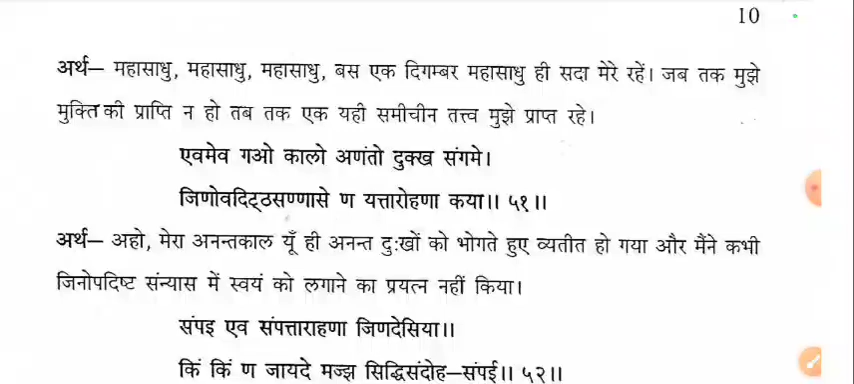 10
अर्थ— महासाधु, महासाधु, महासाधु, बस एक दिगम्बर महासाधु ही सदा मेरे रहें। जब तक मुझे
मुक्ति की प्राप्ति न हो तब तक एक यही समीचीन तत्त्व मुझे प्राप्त रहे।
एवमेव गओ कालो अणंतो दुक्ख संगमे।
जिणोवदिट्ठसण्णासे ण यत्तारोहणा कया।। ५१।।
अर्थ— अहो, मेरा अनन्तकाल यूँ ही अनन्त दुःखों को भोगते हुए व्यतीत हो गया और मैंने कभी
जिनोपदिष्ट संन्यास में स्वयं को लगाने का प्रयत्न नहीं किया।
संपइ एव संपत्ताराहणा जिणदेसिया।।
किं किं ण जायदे मज्झ सिद्धिसंदोह—संपई।। ५२।।